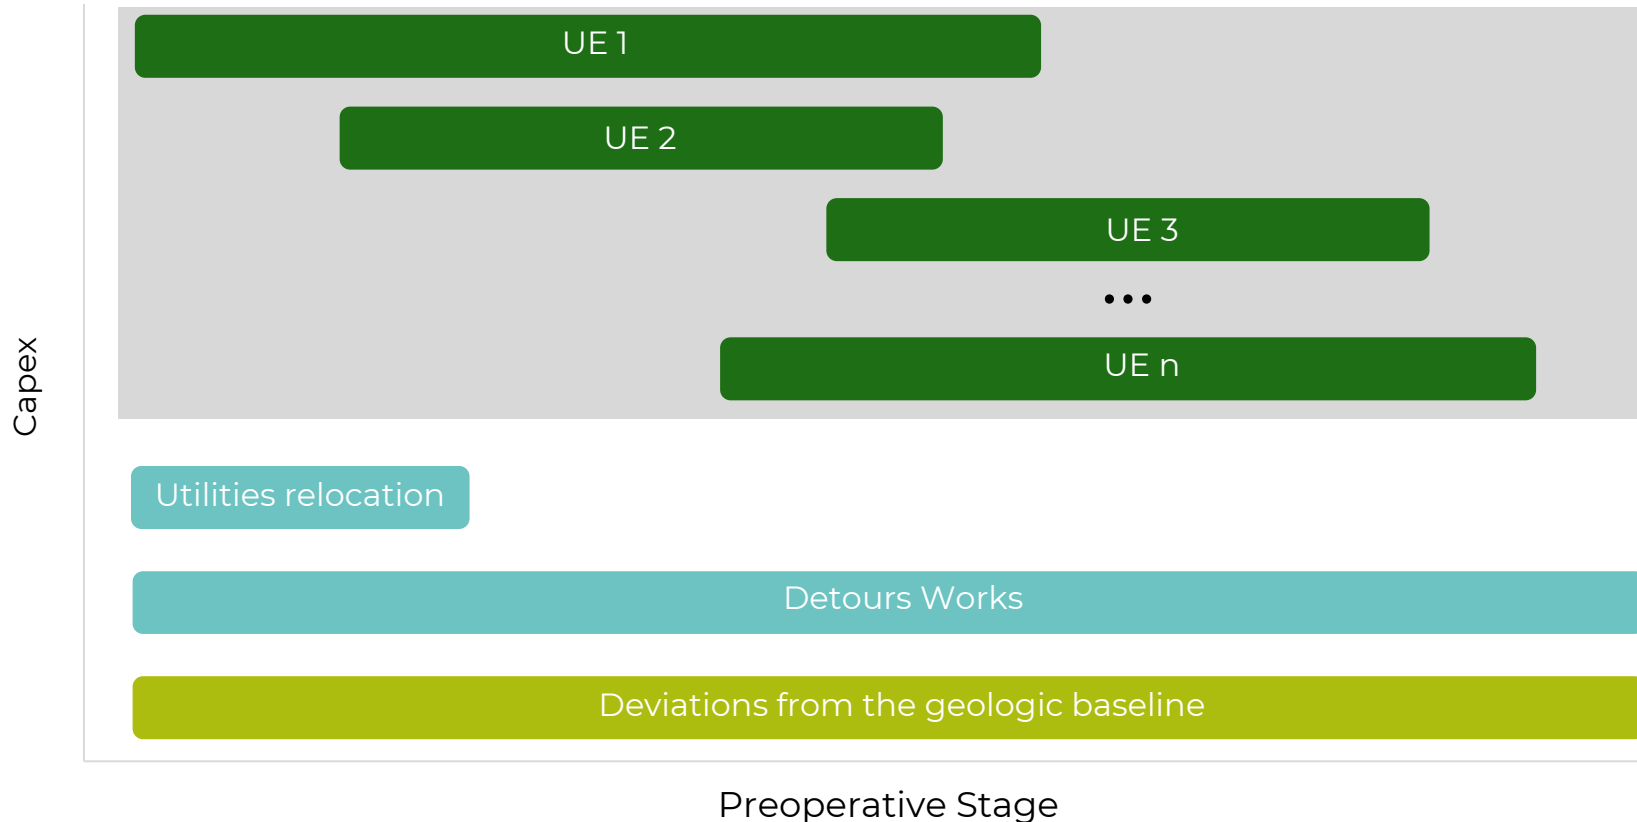 UE 1
UE 2
UE 3
...
UE n
Capex
Utilities relocation
Detours Works
Deviations from the geologic baseline
Preoperative Stage